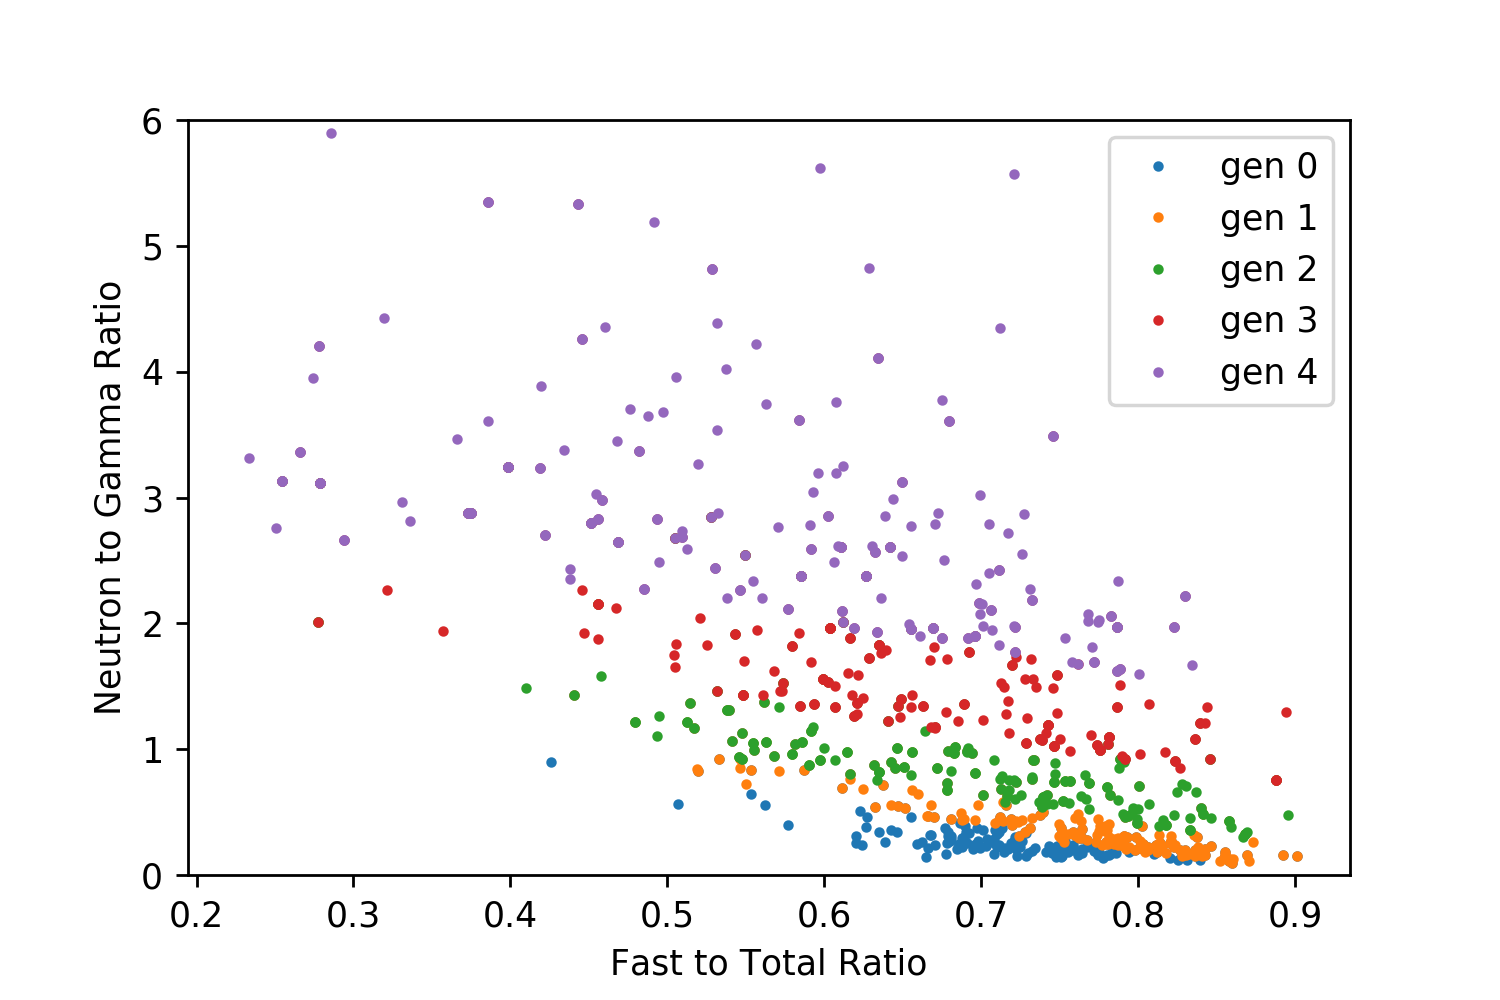 6
5
4
3
2
1
0
Neutron to Gamma Ratio
gen 0
gen 1
gen 2
gen 3
gen 4
0.2 0.3 0.4 0.5 0.6 0.7 0.8 0.9
Fast to Total Ratio